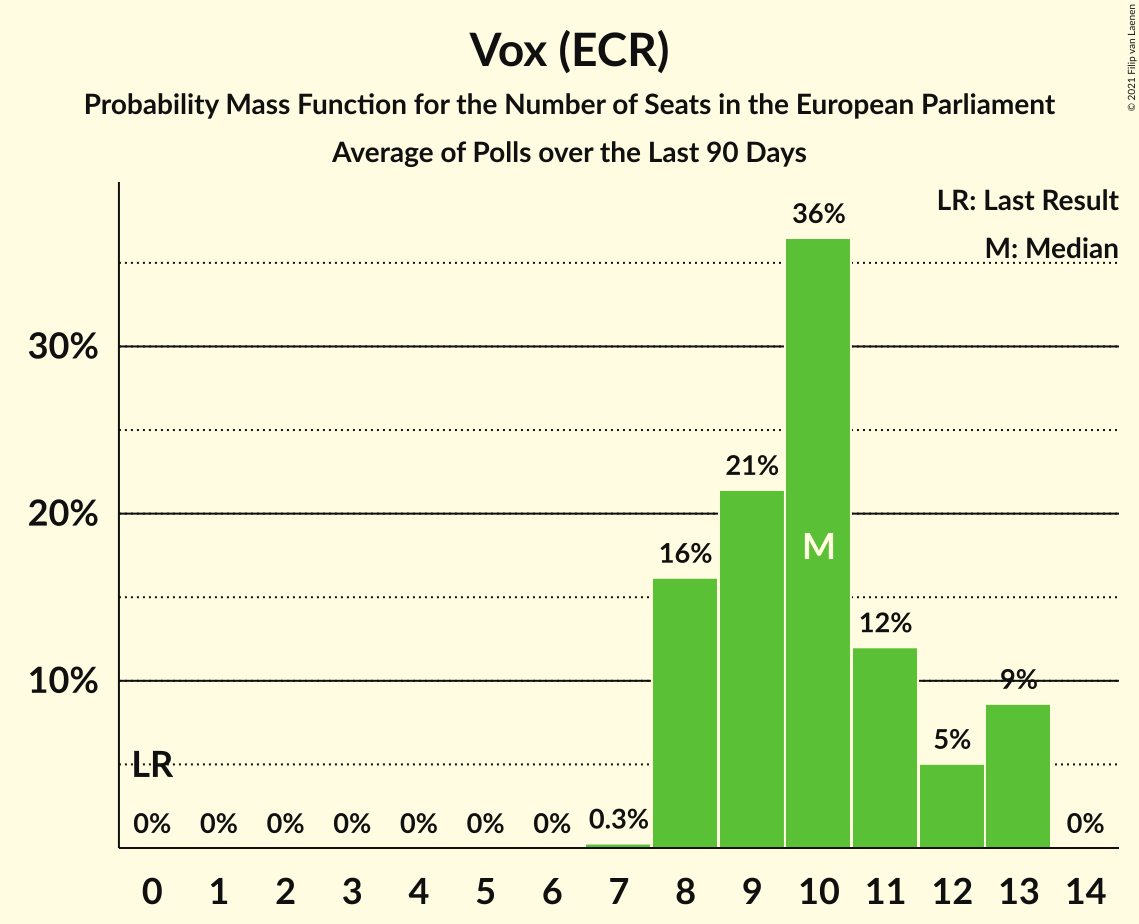 Vox (ECR)
Probability Mass Function for the Number of Seats in the European Parliament
Average of Polls over the Last 90 Days
© 2021 Filip van Laenen
LR: Last Result
M: Median
36%
30%
21%
20%
M
16%
12%
10%
9%
5%
LR
0% 0% 0% 0% 0% 0% 0% 0.3% 0%
0 1 2 3 4 5 6 7 8 9 10 11 12 13 14